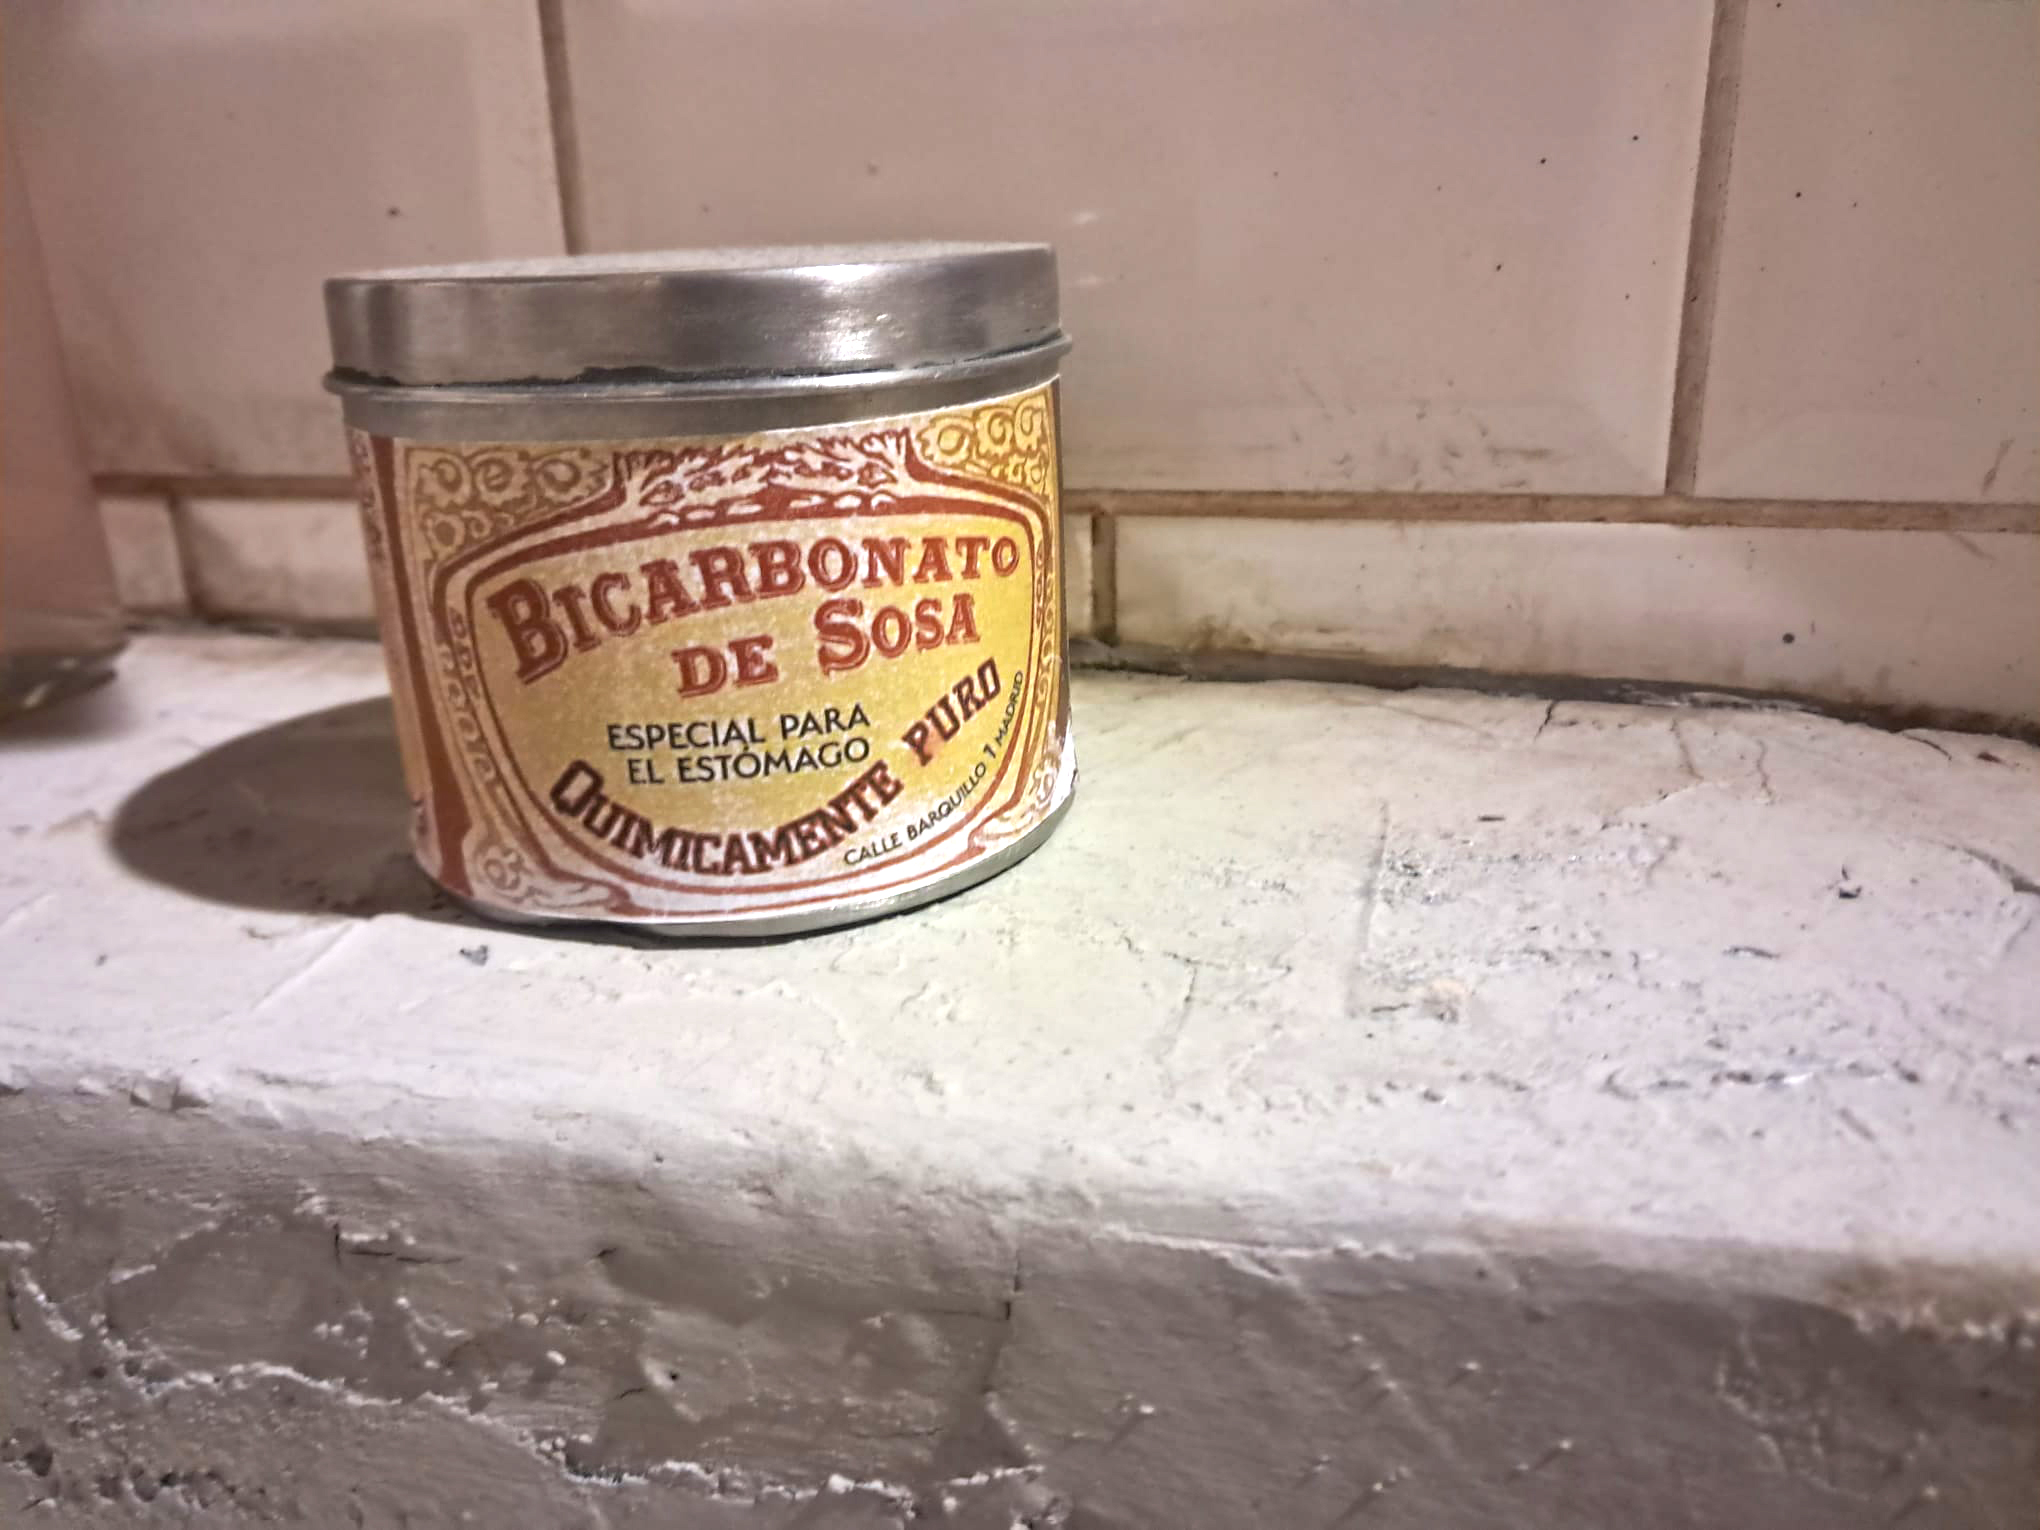 BICARBONATO
DE SOSA
ESPECIAL PARA
EL ESTÓMAGO
QUIMICAMENTE PURO
CALLE BARQUILLO 1 MADRID